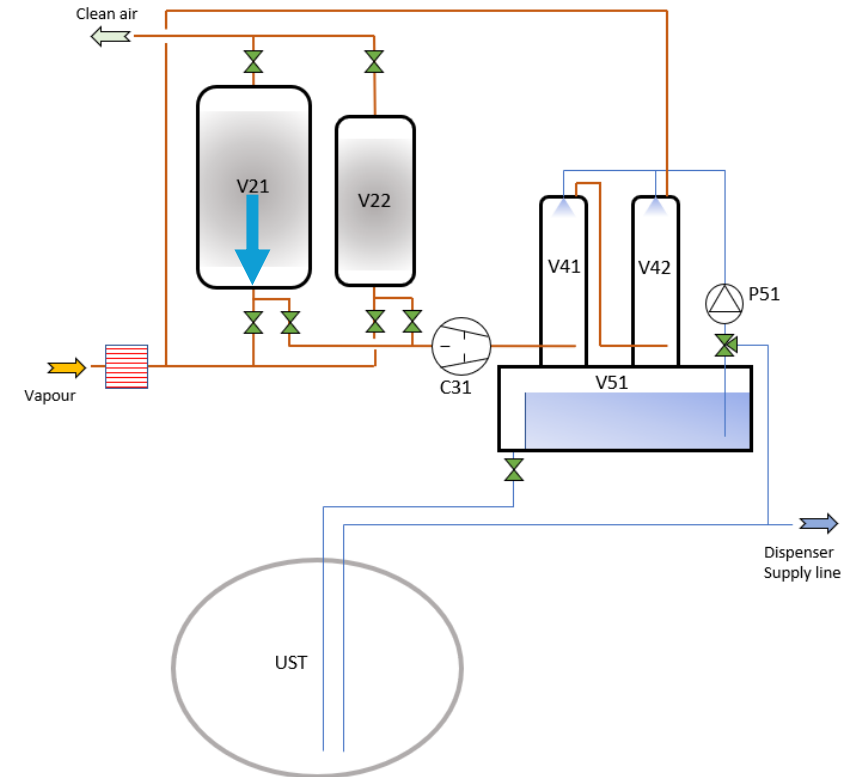 Clean air
V21
V22
V41
V42
P51
C31
V51
Vapour
Dispenser
Supply line
UST